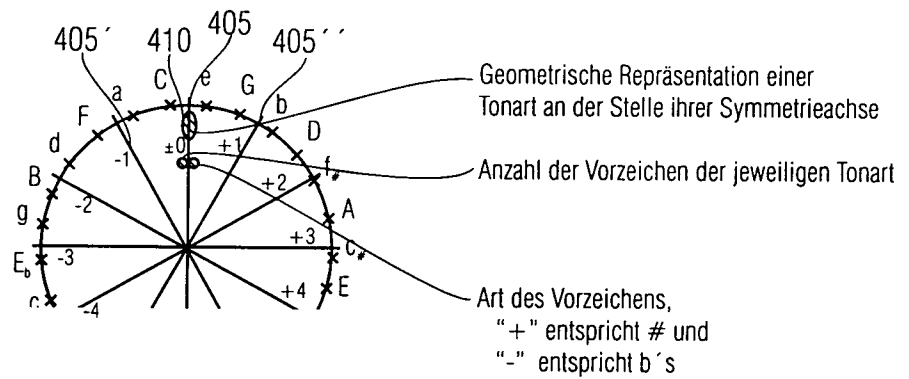 405´ 410 405 405´´
a C e G b
F D
d f#
B A
g c#
Eb E
c
±0 +1 +2 +3 +4
-1 -2 -3 -4
Geometrische Repräsentation einer
Tonart an der Stelle ihrer Symmetrieachse
Anzahl der Vorzeichen der jeweiligen Tonart
Art des Vorzeichens,
"+" entspricht # und
"-" entspricht b´s